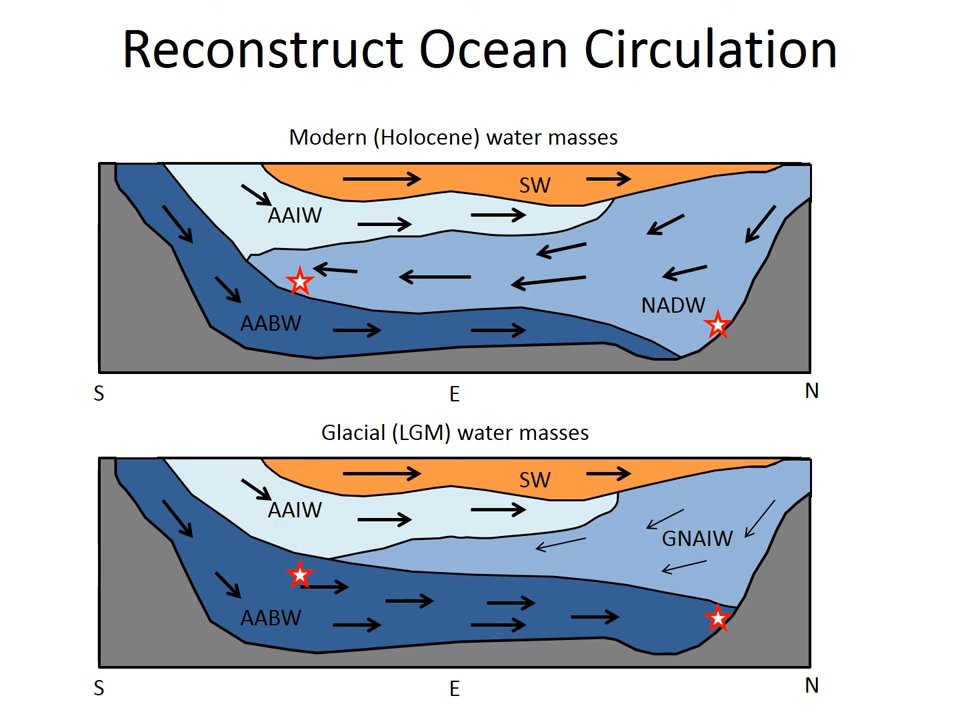 Reconstruct Ocean Circulation
Modern (Holocene) water masses
SW
AAIW
NADW
AABW
S
E
N
Glacial (LGM) water masses
SW
AAIW
GNAIW
AABW
S
E
N